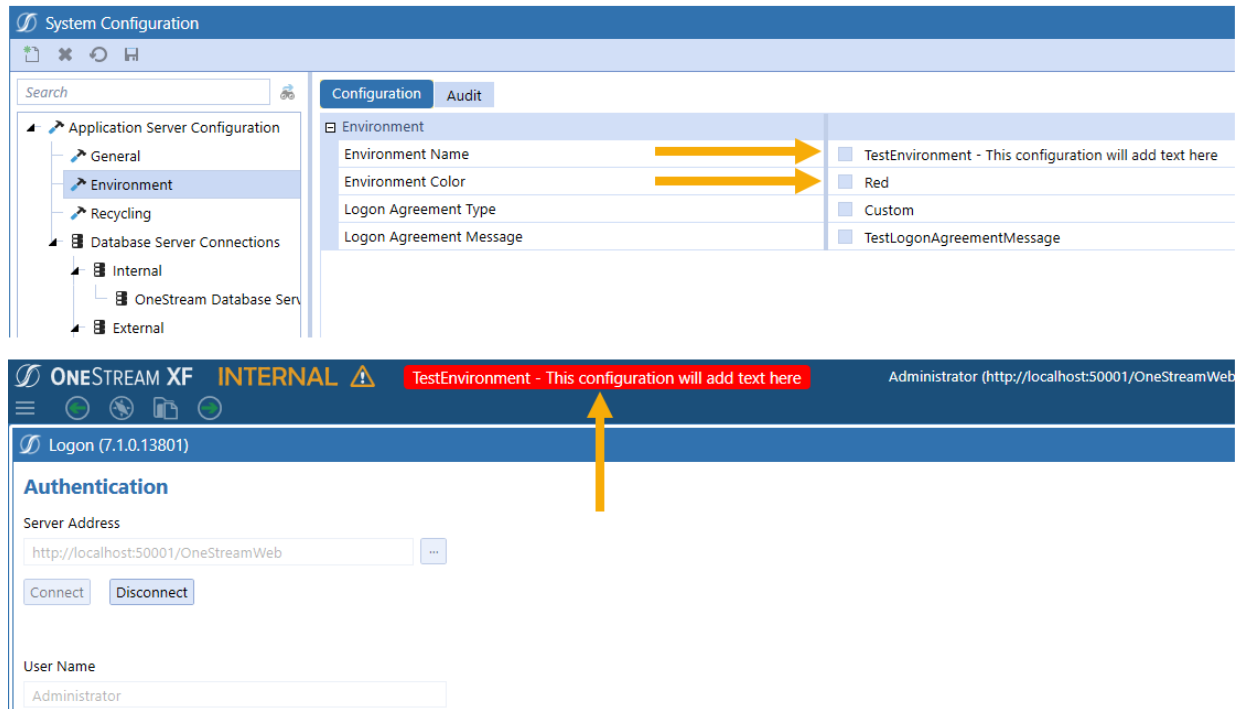 System Configuration
Search
Configuration Audit
Application Server Configuration
Environment
General
Environment Name TestEnvironment - This configuration will add text here
Environment
Environment Color Red
Recycling
Logon Agreement Type Custom
Database Server Connections
Logon Agreement Message TestLogonAgreementMessage
Internal
OneStream Database Serv
External
ONESTREAM XF INTERNAL TestEnvironment - This configuration will add text here Administrator (http://localhost:50001/OneStreamWeb
Logon (7.1.0.13801)
Authentication
Server Address
http://localhost:50001/OneStreamWeb ...
Connect Disconnect
User Name
Administrator